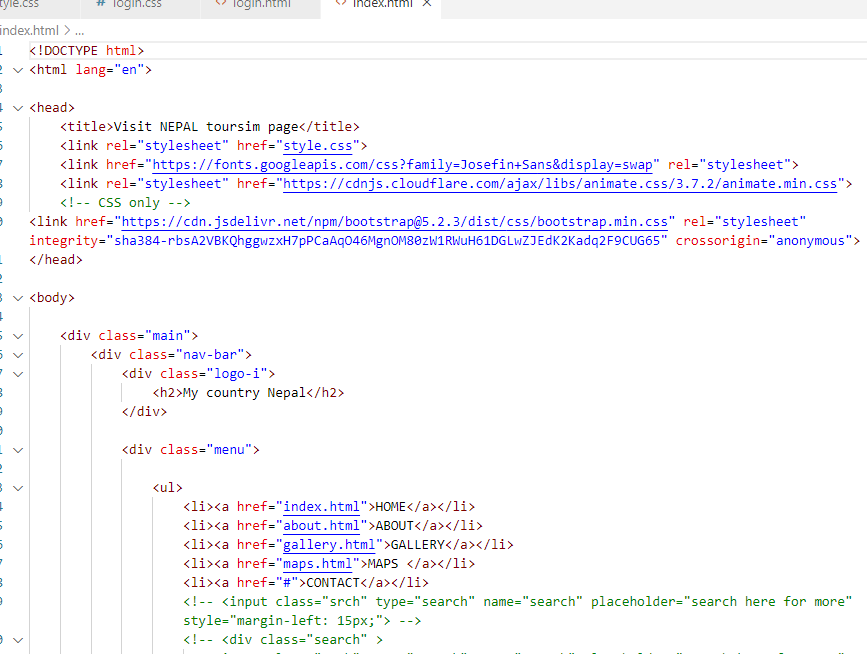 tyle.css # login.css <> login.html <> index.html ×
index.html > ...
<!DOCTYPE html>
<html lang="en">
<head>
<title>Visit NEPAL toursim page</title>
<link rel="stylesheet" href="style.css">
<link href="https://fonts.googleapis.com/css?family=Josefin+Sans&display=swap" rel="stylesheet">
<link rel="stylesheet" href="https://cdnjs.cloudflare.com/ajax/libs/animate.css/3.7.2/animate.min.css">
<!-- CSS only -->
<link href="https://cdn.jsdelivr.net/npm/bootstrap@5.2.3/dist/css/bootstrap.min.css" rel="stylesheet"
integrity="sha384-rbsA2VBKQhggwzxH7pPCaAqO46MgnOM80zW1RWuH61DGLwZJEdK2Kadq2F9CUG65" crossorigin="anonymous">
</head>
<body>
<div class="main">
<div class="nav-bar">
<div class="logo-i">
<h2>My country Nepal</h2>
</div>
<div class="menu">
<ul>
<li><a href="index.html">HOME</a></li>
<li><a href="about.html">ABOUT</a></li>
<li><a href="gallery.html">GALLERY</a></li>
<li><a href="maps.html">MAPS </a></li>
<li><a href="#">CONTACT</a></li>
<!-- <input class="srch" type="search" name="search" placeholder="search here for more"
style="margin-left: 15px;"> -->
<!-- <div class="search" >